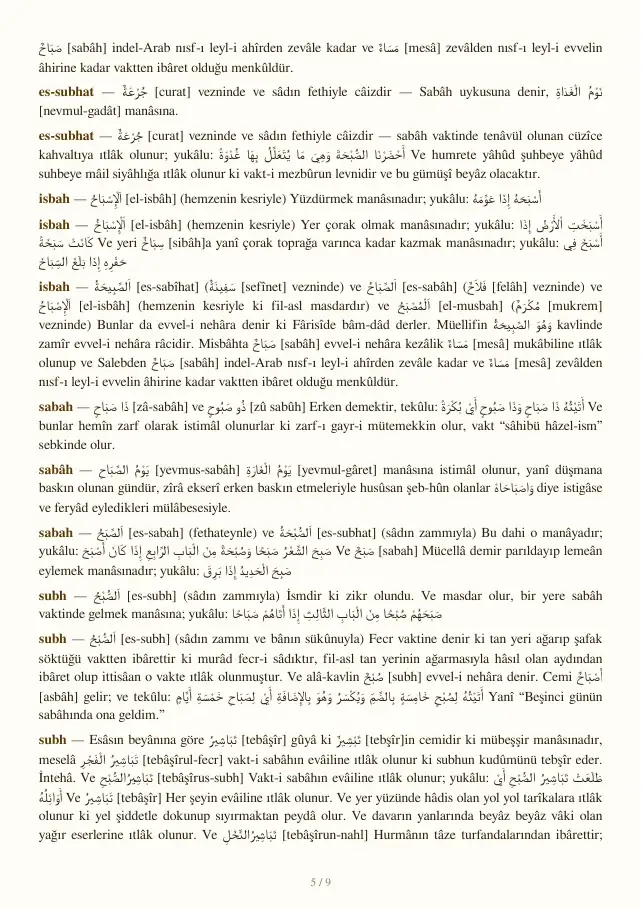 صَبَاحٌ [sabâh] indel-Arab nısf-ı leyl-i ahîrden zevâle kadar ve مَسَاءٌ [mesâ] zevâlden nısf-ı leyl-i evvelin
âhirine kadar vaktten ibâret olduğu menkûldür.
es-subhat — جُرْعَةٌ [curat] vezninde ve sâdın fethiyle câizdir — Sabâh uykusuna denir, نَوْمُ الْغَدَاةِ
[nevmul-gadât] manâsına.
es-subhat — جُرْعَةٌ [curat] vezninde ve sâdın fethiyle câizdir — sabâh vaktinde tenâvül olunan cüzîce
kahvaltıya ıtlâk olunur; yukâlu: أَحْضَرْنَا الصُّبْحَةَ وَهِيَ مَا يُتَعَلَّلُ بِهَا غُدْوَةً Ve humrete yâhûd şuhbeye yâhûd
suhbeye mâil siyâhlığa ıtlâk olunur ki vakt-i mezbûrun levnidir ve bu gümüşî beyâz olacaktır.
isbah — اَلْإِسْبَاحُ [el-isbâh] (hemzenin kesriyle) Yüzdürmek manâsınadır; yukâlu: أَسْبَحَهُ إِذَا عَوَّمَهُ
isbah — اَلْإِسْبَاخُ [el-isbâh] (hemzenin kesriyle) Yer çorak olmak manâsınadır; yukâlu: أَسْبَخَتِ الْأَرْضُ إِذَا
كَانَتْ سَبَخَةً Ve yeri سِبَاخٌ [sibâh]a yanî çorak toprağa varınca kadar kazmak manâsınadır; yukâlu: أَسْبَخَ فِي
حَفْرِهِ إِذَا بَلَغَ السِّبَاخَ
isbah — اَلصَّبِيحَةُ [es-sabîhat] (سَفِينَةٌ [sefînet] vezninde) ve اَلصَّبَاحُ [es-sabah] (فَلَاحٌ [felâh] vezninde) ve
اَلْإِصْبَاحُ [el-isbâh] (hemzenin kesriyle ki fil-asl masdardır) ve اَلْمُصْبَحُ [el-musbah] (مُكْرَمٌ [mukrem]
vezninde) Bunlar da evvel-i nehâra denir ki Fârisîde bâm-dâd derler. Müellifin وَهُوَ الصَّبِيحَةُ kavlinde
zamîr evvel-i nehâra râcidir. Misbâhta صَبَاحٌ [sabâh] evvel-i nehâra kezâlik مَسَاءٌ [mesâ] mukâbiline ıtlâk
olunup ve Salebden صَبَاحٌ [sabâh] indel-Arab nısf-ı leyl-i ahîrden zevâle kadar ve مَسَاءٌ [mesâ] zevâlden
nısf-ı leyl-i evvelin âhirine kadar vaktten ibâret olduğu menkûldür.
sabah — ذَا صَبَاحٍ [zâ-sabâh] ve ذُو صَبُوحٍ [zû sabûh] Erken demektir, tekûlu: أَتَيْتُهُ ذَا صَبَاحٍ وَذَا صَبُوحٍ أَيْ بُكْرَةً Ve
bunlar hemîn zarf olarak istimâl olunurlar ki zarf-ı gayr-i mütemekkin olur, vakt “sâhibü hâzel-ism”
sebkinde olur.
sabâh — يَوْمُ الصَّبَاحِ [yevmus-sabâh] يَوْمُ الْغَارَةِ [yevmul-gâret] manâsına istimâl olunur, yanî düşmana
baskın olunan gündür, zîrâ ekserî erken baskın etmeleriyle husûsan şeb-hûn olanlar وَاصَبَاحَاهْ diye istigâse
ve feryâd eyledikleri mülâbesesiyle.
sabah — اَلصَّبَحُ [es-sabah] (fethateynle) ve اَلصُّبْحَةُ [es-subhat] (sâdın zammıyla) Bu dahi o manâyadır;
yukâlu: صَبِحَ الشَّعْرُ صَبَحًا وَصُبْحَةً مِنَ الْبَابِ الرَّابِعِ إِذَا كَانَ أَصْبَحَ Ve صَبَحٌ [sabah] Mücellâ demir parıldayıp lemeân
eylemek manâsınadır; yukâlu: صَبِحَ الْحَدِيدُ إِذَا بَرِقَ
subh — اَلصُّبْحُ [es-subh] (sâdın zammıyla) İsmdir ki zikr olundu. Ve masdar olur, bir yere sabâh
vaktinde gelmek manâsına; yukâlu: صَبَحَهُمْ صُبْحًا مِنَ الْبَابِ الثَّالِثِ إِذَا أَتَاهُمْ صَبَاحًا
subh — اَلصُّبْحُ [es-subh] (sâdın zammı ve bânın sükûnuyla) Fecr vaktine denir ki tan yeri ağarıp şafak
söktüğü vaktten ibârettir ki murâd fecr-i sâdıktır, fil-asl tan yerinin ağarmasıyla hâsıl olan aydından
ibâret olup ittisâan o vakte ıtlâk olunmuştur. Ve alâ-kavlin صُبْحٌ [subh] evvel-i nehâra denir. Cemi أَصْبَاحٌ
[asbâh] gelir; ve tekûlu: أَتَيْتُهُ لِصُبْحِ خَامِسَةٍ بِالضَّمِّ وَيُكْسَرُ وَهُوَ بِالْإِضَافَةِ أَيْ لِصَبَاحِ خَمْسَةِ أَيَّامٍ Yanî “Beşinci günün
sabâhında ona geldim.”
subh — Esâsın beyânına göre تَبَاشِيرُ [tebâşîr] gûyâ ki تَبْشِيرٌ [tebşîr]in cemidir ki mübeşşir manâsınadır,
meselâ تَبَاشِيرُ الْفَجْرِ [tebâşîrul-fecr] vakt-i sabâhın evâiline ıtlâk olunur ki subhun kudûmünü tebşîr eder.
İntehâ. Ve تَبَاشِيرُالصُّبْحِ [tebâşîrus-subh] Vakt-i sabâhın evâiline ıtlâk olunur; yukâlu: طَلَعَتْ تَبَاشِيرُ الصُّبْحِ أَيْ
أَوَائِلُهُ Ve تَبَاشِيرُ [tebâşîr] Her şeyin evâiline ıtlâk olunur. Ve yer yüzünde hâdis olan yol yol tarîkalara ıtlâk
olunur ki yel şiddetle dokunup sıyırmaktan peydâ olur. Ve davarın yanlarında beyâz beyâz vâki olan
yağır eserlerine ıtlâk olunur. Ve تَبَاشِيرُالنَّخْلِ [tebâşîrun-nahl] Hurmânın tâze turfandalarından ibârettir;
5 / 9